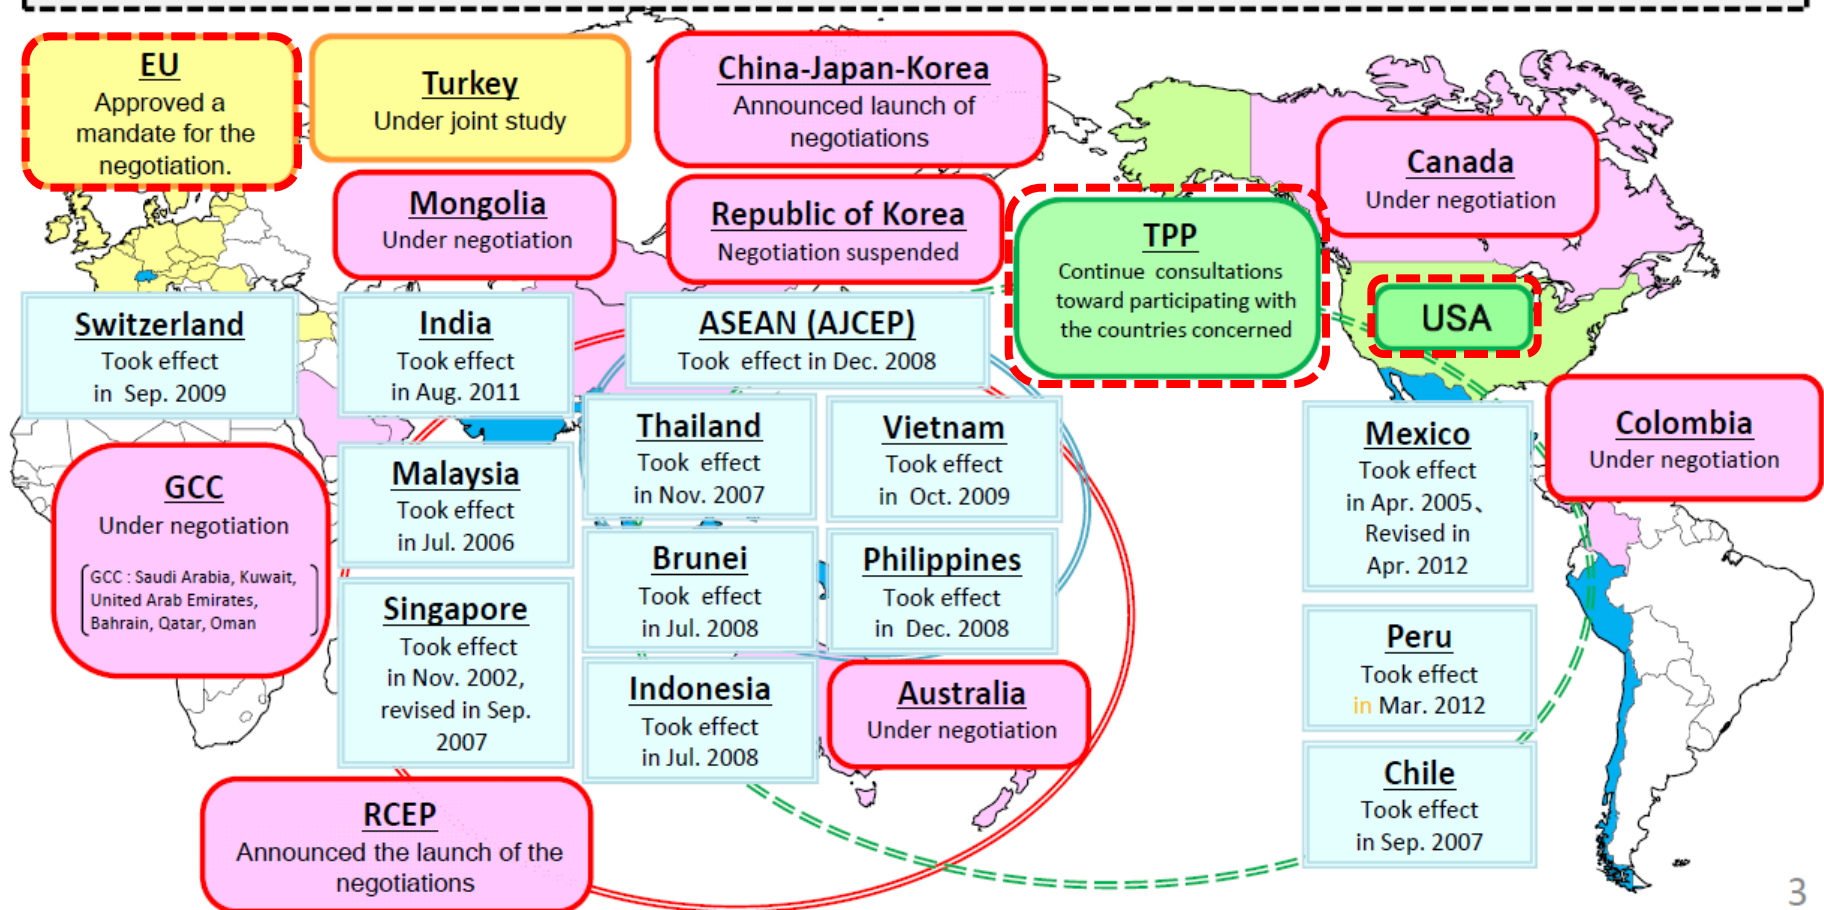 EU
Approved a
mandate for the
negotiation.
Turkey
Under joint study
China-Japan-Korea
Announced launch of
negotiations
Mongolia
Under negotiation
Republic of Korea
Negotiation suspended
TPP
Continue consultations
toward participating with
the countries concerned
Canada
Under negotiation
USA
Switzerland
Took effect
in Sep. 2009
India
Took effect
in Aug. 2011
ASEAN (AJCEP)
Took effect in Dec. 2008
Thailand
Took effect
in Nov. 2007
Vietnam
Took effect
in Oct. 2009
Mexico
Took effect
in Apr. 2005、
Revised in
Apr. 2012
Colombia
Under negotiation
GCC
Under negotiation
GCC : Saudi Arabia, Kuwait,
United Arab Emirates,
Bahrain, Qatar, Oman
Malaysia
Took effect
in Jul. 2006
Brunei
Took effect
in Jul. 2008
Philippines
Took effect
in Dec. 2008
Singapore
Took effect
in Nov. 2002,
revised in Sep.
2007
Indonesia
Took effect
in Jul. 2008
Australia
Under negotiation
Peru
Took effect
in Mar. 2012
Chile
Took effect
in Sep. 2007
RCEP
Announced the launch of the
negotiations
3